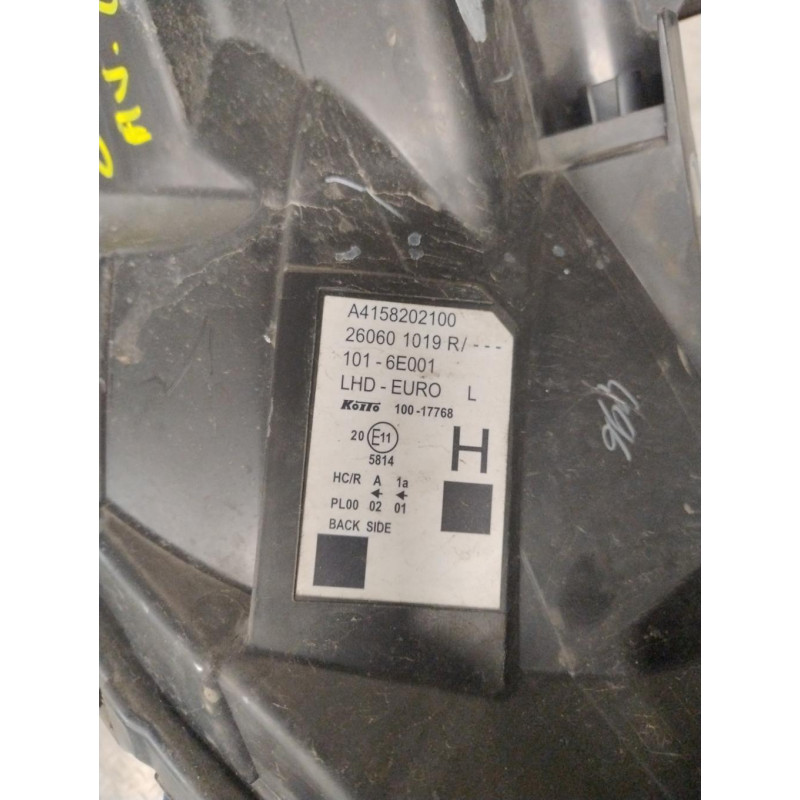 A4158202100
26060 1019 R/ - - -
101 - 6E001
LHD - EURO L
KOITO 100-17768
20 E11
5814
H
HC/R A 1a
PL00 02 01
BACK SIDE